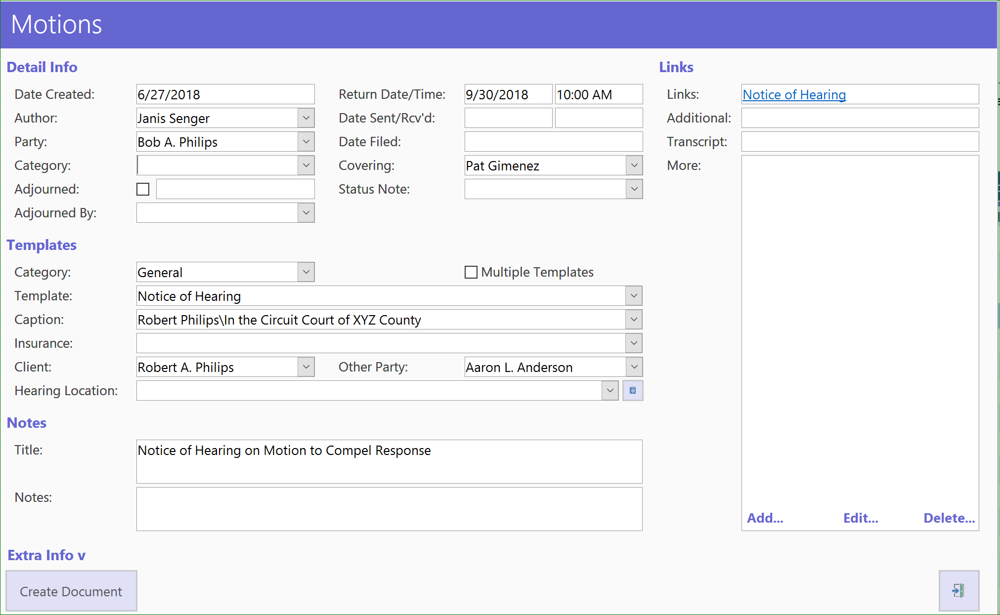 Motions
Detail Info
Date Created: 6/27/2018 Return Date/Time: 9/30/2018 10:00 AM
Author: Janis Senger Date Sent/Rcv'd:
Party: Bob A. Philips Date Filed:
Category: Covering: Pat Gimenez
Adjourned: Status Note:
Adjourned By:
Templates
Category: General Multiple Templates
Template: Notice of Hearing
Caption: Robert Philips\In the Circuit Court of XYZ County
Insurance:
Client: Robert A. Philips Other Party: Aaron L. Anderson
Hearing Location:
Notes
Title: Notice of Hearing on Motion to Compel Response
Notes:
Extra Info v
Create Document
Links
Links: Notice of Hearing
Additional:
Transcript:
More:
Add... Edit... Delete...